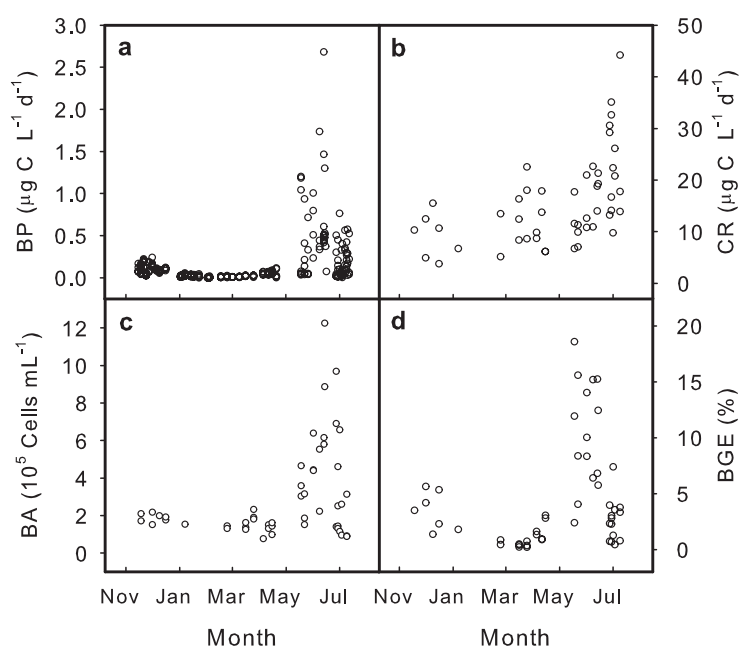 a
b
c
d
BP (μg C L⁻¹ d⁻¹)
3.0
2.5
2.0
1.5
1.0
0.5
0.0
CR (μg C L⁻¹ d⁻¹)
50
40
30
20
10
0
BA (10⁵ Cells mL⁻¹)
12
10
8
6
4
2
0
BGE (%)
20
15
10
5
0
Nov Jan Mar May Jul
Nov Jan Mar May Jul
Month
Month